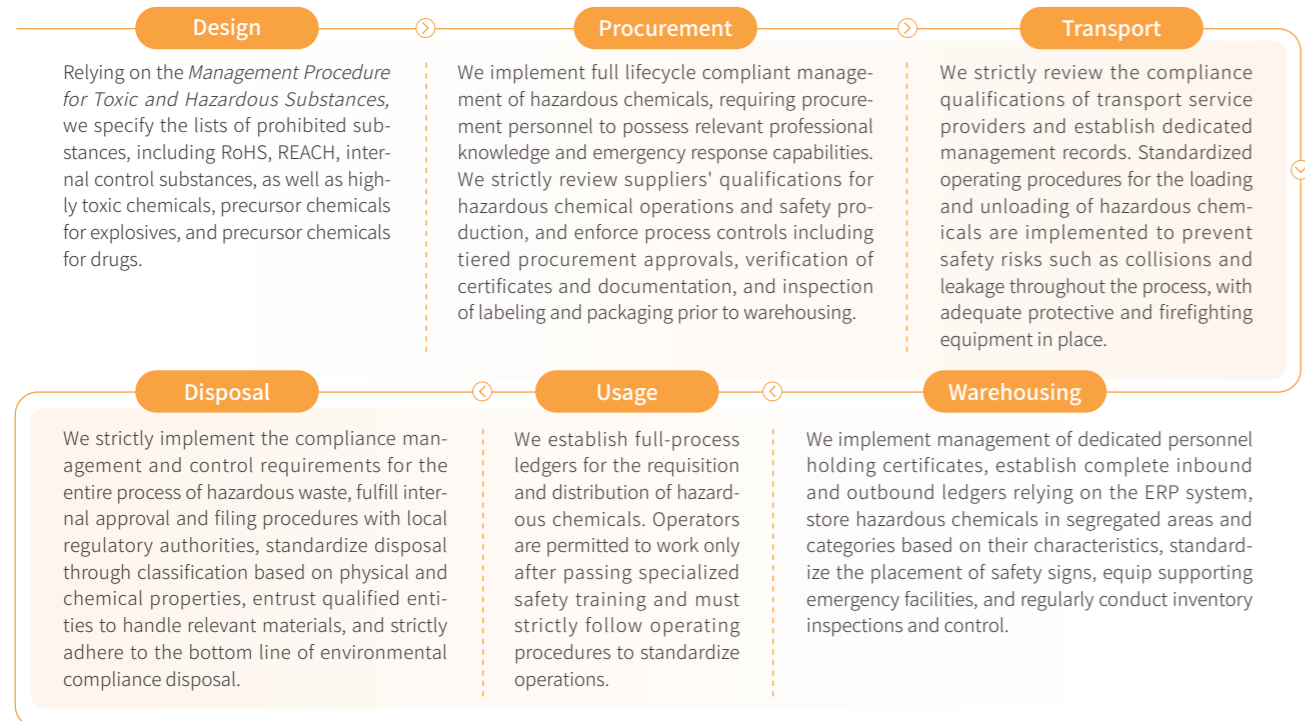 Design
Relying on the Management Procedure
for Toxic and Hazardous Substances,
we specify the lists of prohibited sub-
stances, including RoHS, REACH, inter-
nal control substances, as well as high-
ly toxic chemicals, precursor chemicals
for explosives, and precursor chemicals
for drugs.
Procurement
We implement full lifecycle compliant manage-
ment of hazardous chemicals, requiring procure-
ment personnel to possess relevant professional
knowledge and emergency response capabilities.
We strictly review suppliers' qualifications for
hazardous chemical operations and safety pro-
duction, and enforce process controls including
tiered procurement approvals, verification of
certificates and documentation, and inspection
of labeling and packaging prior to warehousing.
Transport
We strictly review the compliance
qualifications of transport service
providers and establish dedicated
management records. Standardized
operating procedures for the loading
and unloading of hazardous chem-
icals are implemented to prevent
safety risks such as collisions and
leakage throughout the process, with
adequate protective and firefighting
equipment in place.
Warehousing
We implement management of dedicated personnel
holding certificates, establish complete inbound
and outbound ledgers relying on the ERP system,
store hazardous chemicals in segregated areas and
categories based on their characteristics, standard-
ize the placement of safety signs, equip supporting
emergency facilities, and regularly conduct inventory
inspections and control.
Usage
We establish full-process
ledgers for the requisition
and distribution of hazard-
ous chemicals. Operators
are permitted to work only
after passing specialized
safety training and must
strictly follow operating
procedures to standardize
operations.
Disposal
We strictly implement the compliance man-
agement and control requirements for the
entire process of hazardous waste, fulfill inter-
nal approval and filing procedures with local
regulatory authorities, standardize disposal
through classification based on physical and
chemical properties, entrust qualified enti-
ties to handle relevant materials, and strictly
adhere to the bottom line of environmental
compliance disposal.